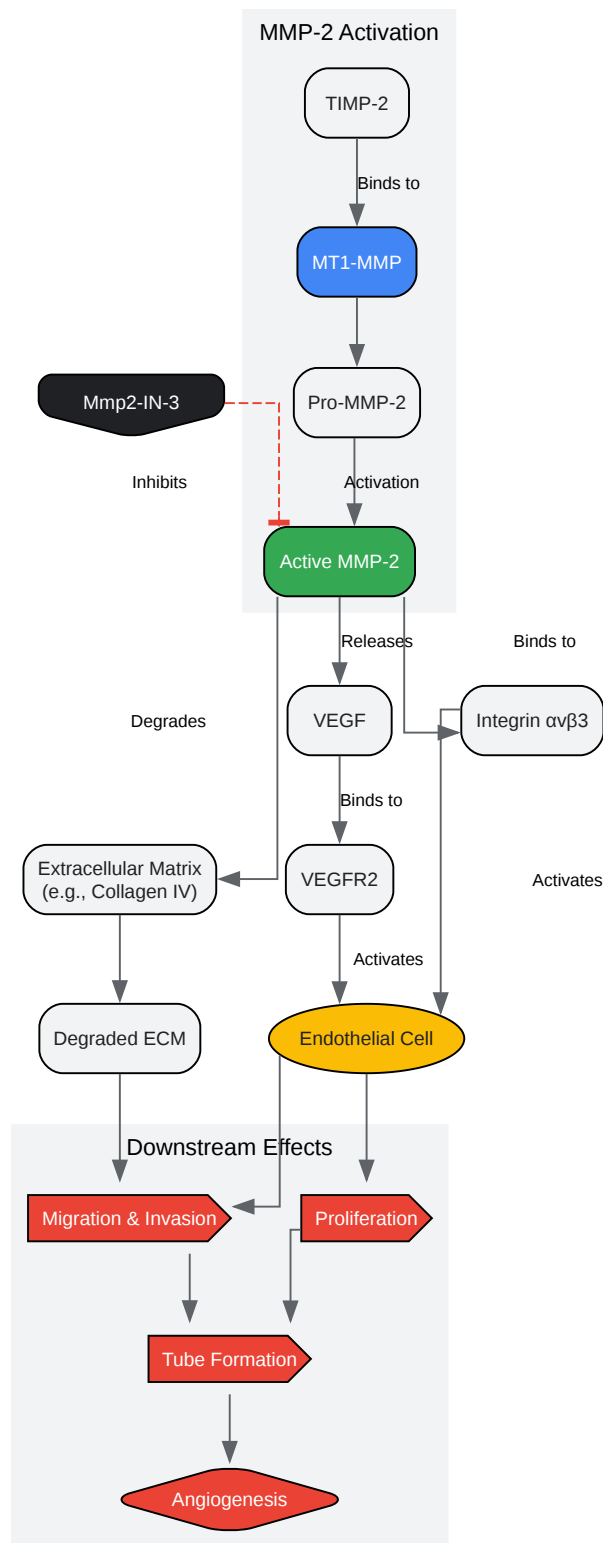 MMP-2 Activation
TIMP-2
Binds to
MT1-MMP
Mmp2-IN-3
Pro-MMP-2
Inhibits
Activation
Active MMP-2
Releases
Binds to
Degrades
VEGF
Integrin αvβ3
Binds to
Extracellular Matrix
(e.g., Collagen IV)
VEGFR2
Activates
Activates
Degraded ECM
Endothelial Cell
Downstream Effects
Migration & Invasion
Proliferation
Tube Formation
Angiogenesis